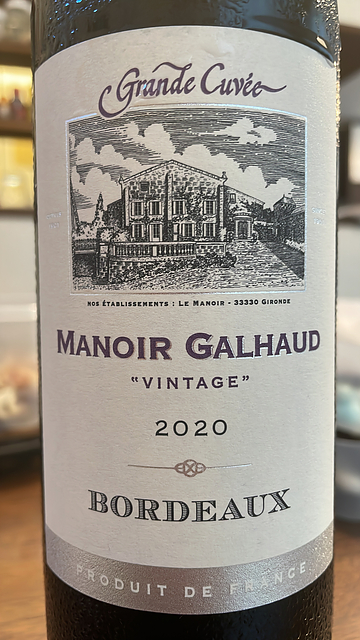 Grande Cuvée
NOS ÉTABLISSEMENTS : LE MANOIR - 33330 GIRONDE
MANOIR GALHAUD
"VINTAGE"
2020
BORDEAUX
PRODUIT DE FRANCE